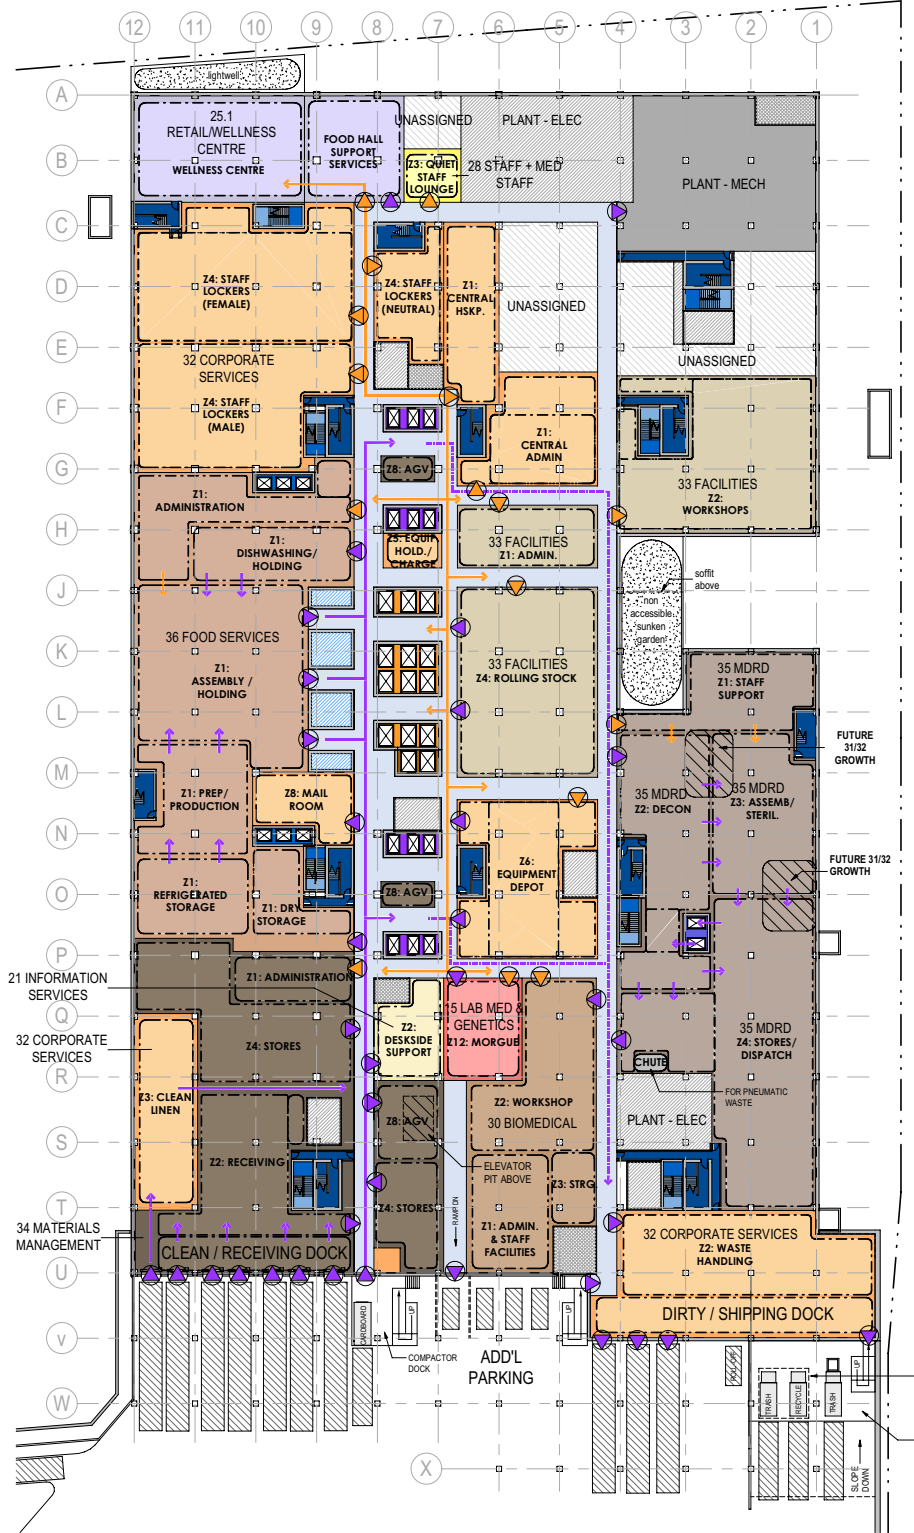 12 11 10 9 8 7 6 5 4 3 2 1
lightwell
A
25.1
RETAIL/WELLNESS
CENTRE
WELLNESS CENTRE
FOOD HALL
SUPPORT
SERVICES
UNASSIGNED
PLANT - ELEC
B
Z3: QUIET
STAFF
LOUNGE
28 STAFF + MED
STAFF
PLANT - MECH
C
D
Z4: STAFF
LOCKERS
(FEMALE)
Z4: STAFF
LOCKERS
(NEUTRAL)
Z1:
CENTRAL
HSKP.
UNASSIGNED
E
32 CORPORATE
SERVICES
UNASSIGNED
Z4: STAFF
LOCKERS
(MALE)
F
Z1:
CENTRAL
ADMIN
G
Z8: AGV
33 FACILITIES
Z2:
WORKSHOPS
Z1:
ADMINISTRATION
H
Z1:
DISHWASHING/
HOLDING
Z5: EQUIP
HOLD./
CHARGE
33 FACILITIES
Z1: ADMIN.
J
soffit
above
non
accessible
sunken
garden
36 FOOD SERVICES
K
Z1:
ASSEMBLY /
HOLDING
33 FACILITIES
Z4: ROLLING STOCK
35 MDRD
Z1: STAFF
SUPPORT
L
FUTURE
31/32
GROWTH
M
Z1: PREP/
PRODUCTION
Z8: MAIL
ROOM
35 MDRD
Z2: DECON
35 MDRD
Z3: ASSEMB/
STERIL.
N
Z6:
EQUIPMENT
DEPOT
FUTURE 31/32
GROWTH
O
Z1:
REFRIGERATED
STORAGE
Z1: DRY
STORAGE
Z8: AGV
P
21 INFORMATION
SERVICES
Z1: ADMINISTRATION
Q
15 LAB MED &
GENETICS
Z12: MORGUE
32 CORPORATE
SERVICES
Z4: STORES
Z2:
DESKSIDE
SUPPORT
35 MDRD
Z4: STORES/
DISPATCH
CHUTE
R
Z3: CLEAN
LINEN
FOR PNEUMATIC
WASTE
Z2: WORKSHOP
30 BIOMEDICAL
Z8: AGV
PLANT - ELEC
S
Z2: RECEIVING
ELEVATOR
PIT ABOVE
Z3: STRG
T
Z4: STORES
RAMP DN
Z1: ADMIN.
& STAFF
FACILITIES
34 MATERIALS
MANAGEMENT
32 CORPORATE SERVICES
Z2: WASTE
HANDLING
CLEAN / RECEIVING DOCK
U
DIRTY / SHIPPING DOCK
CARDBOARD
UP
UP
V
COMPACTOR
DOCK
ADD'L
PARKING
ROLL-OFF
UP
TRASH
RECYCLE
TRASH
W
X
SLOPE
DOWN